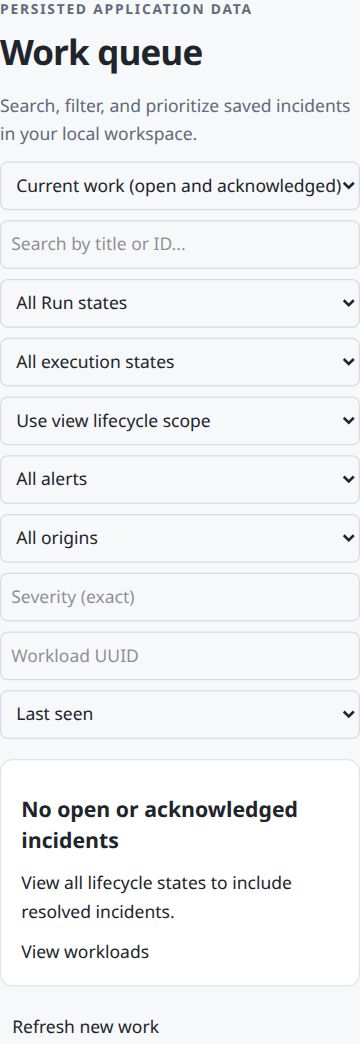 PERSISTED APPLICATION DATA
Work queue
Search, filter, and prioritize saved incidents
in your local workspace.
Current work (open and acknowledged)
Search by title or ID...
All Run states
All execution states
Use view lifecycle scope
All alerts
All origins
Severity (exact)
Workload UUID
Last seen
No open or acknowledged
incidents
View all lifecycle states to include
resolved incidents.
View workloads
Refresh new work